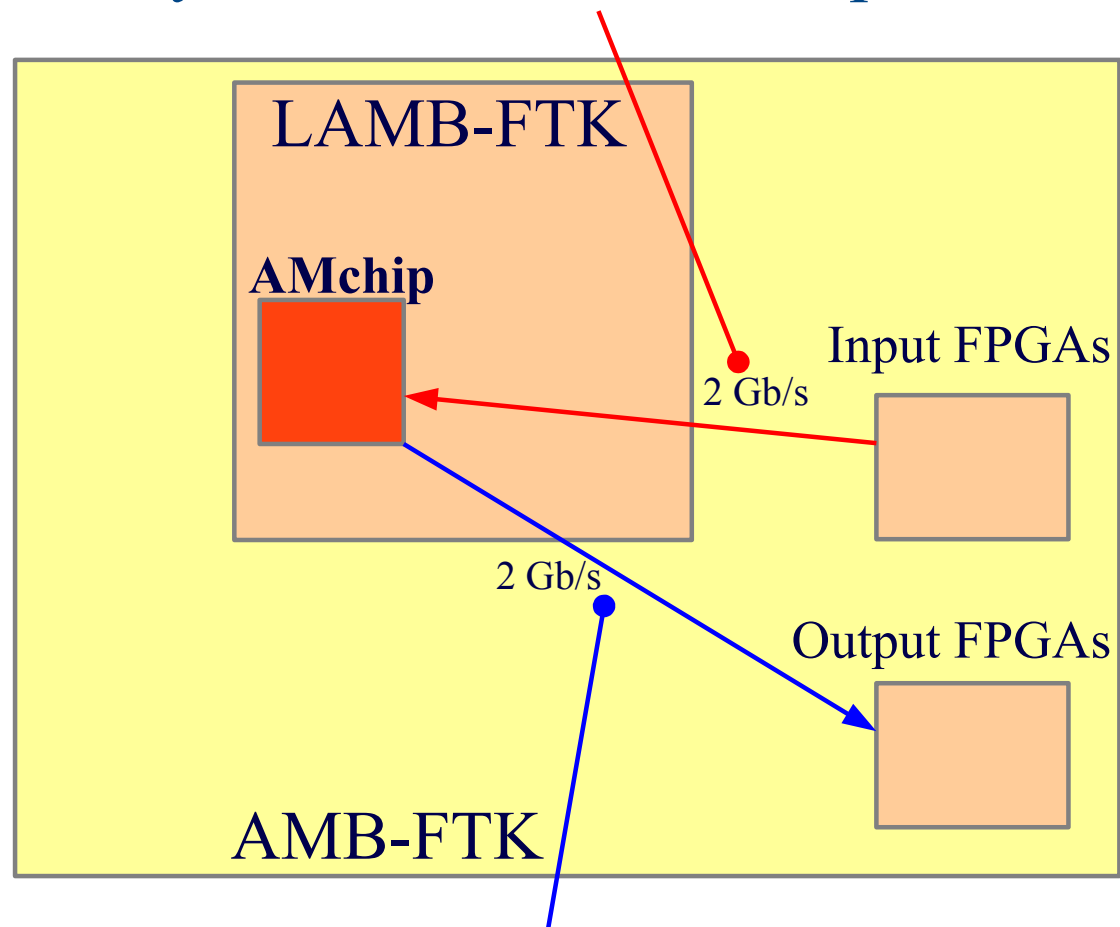 LAMB-FTK
AMchip
Input FPGAs
2 Gb/s
2 Gb/s
Output FPGAs
AMB-FTK